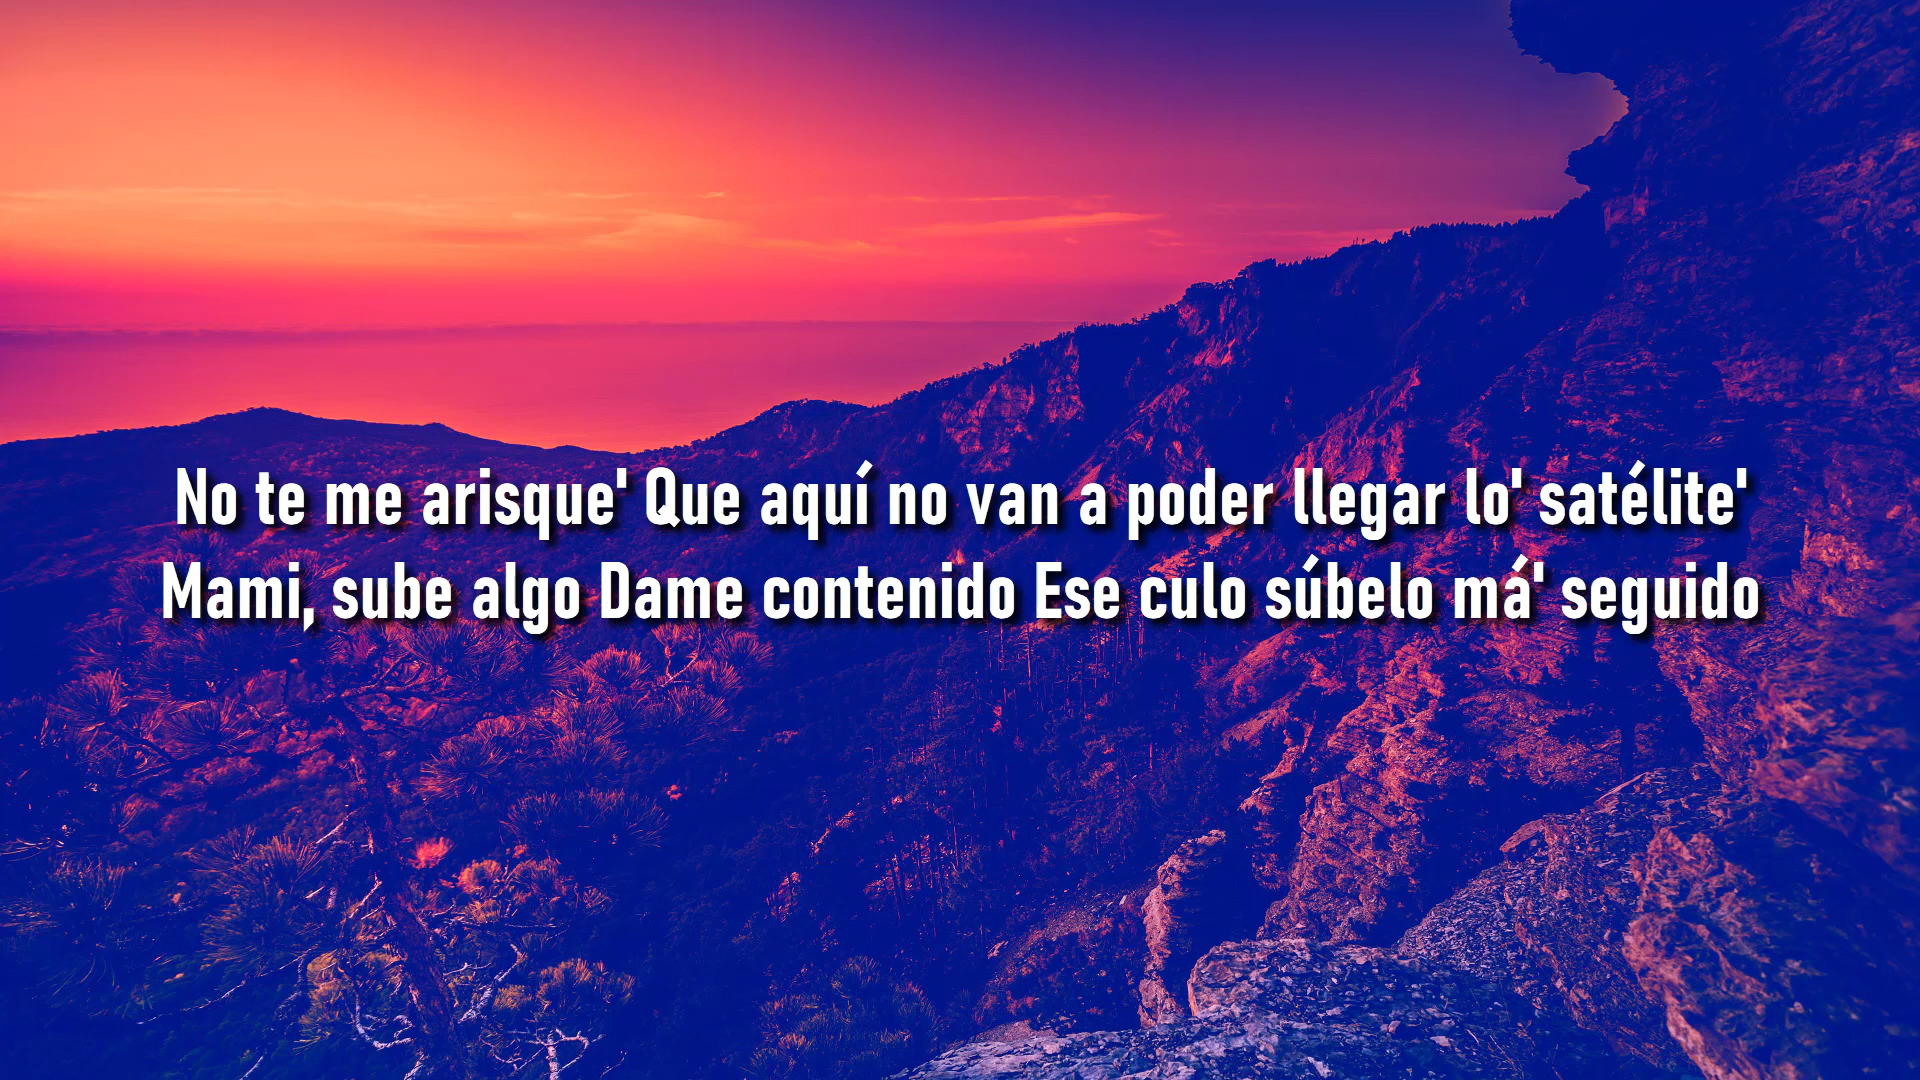 No te me arisque' Que aquí no van a poder llegar lo' satélite'
Mami, sube algo Dame contenido Ese culo súbelo má' seguido